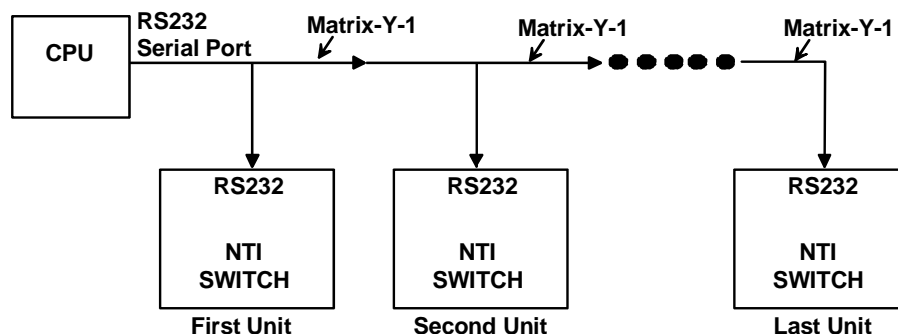 CPU
RS232
Serial Port
Matrix-Y-1
Matrix-Y-1
Matrix-Y-1
RS232
NTI
SWITCH
First Unit
RS232
NTI
SWITCH
Second Unit
RS232
NTI
SWITCH
Last Unit